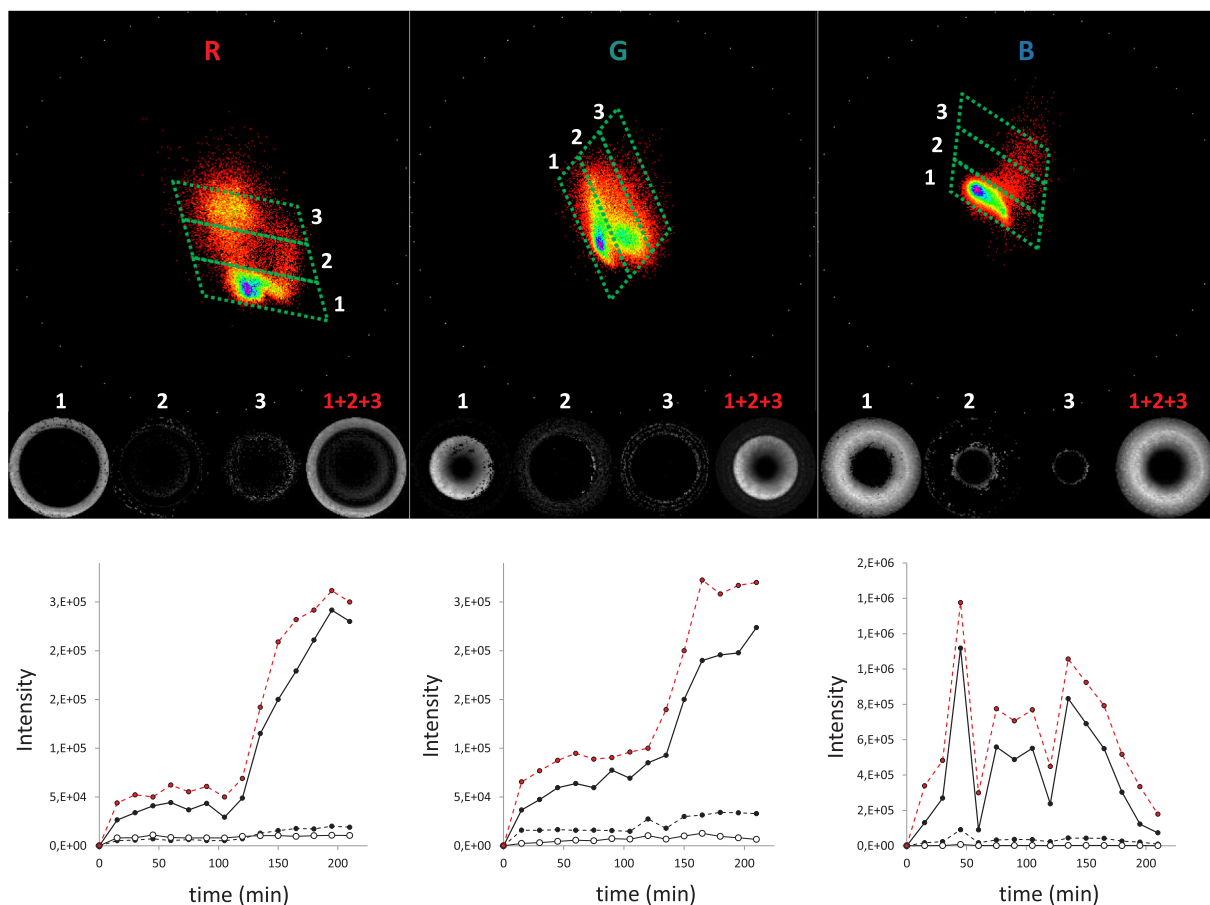 R G B
3
2
1
3
2
1
3
2
1
1 2 3 1+2+3
1 2 3 1+2+3
1 2 3 1+2+3
Intensity
3,E+05
2,E+05
2,E+05
1,E+05
5,E+04
0,E+00
0 50 100 150 200
time (min)
Intensity
3,E+05
2,E+05
2,E+05
1,E+05
5,E+04
0,E+00
0 50 100 150 200
time (min)
Intensity
2,E+06
1,E+06
1,E+06
1,E+06
8,E+05
6,E+05
4,E+05
2,E+05
0,E+00
0 50 100 150 200
time (min)